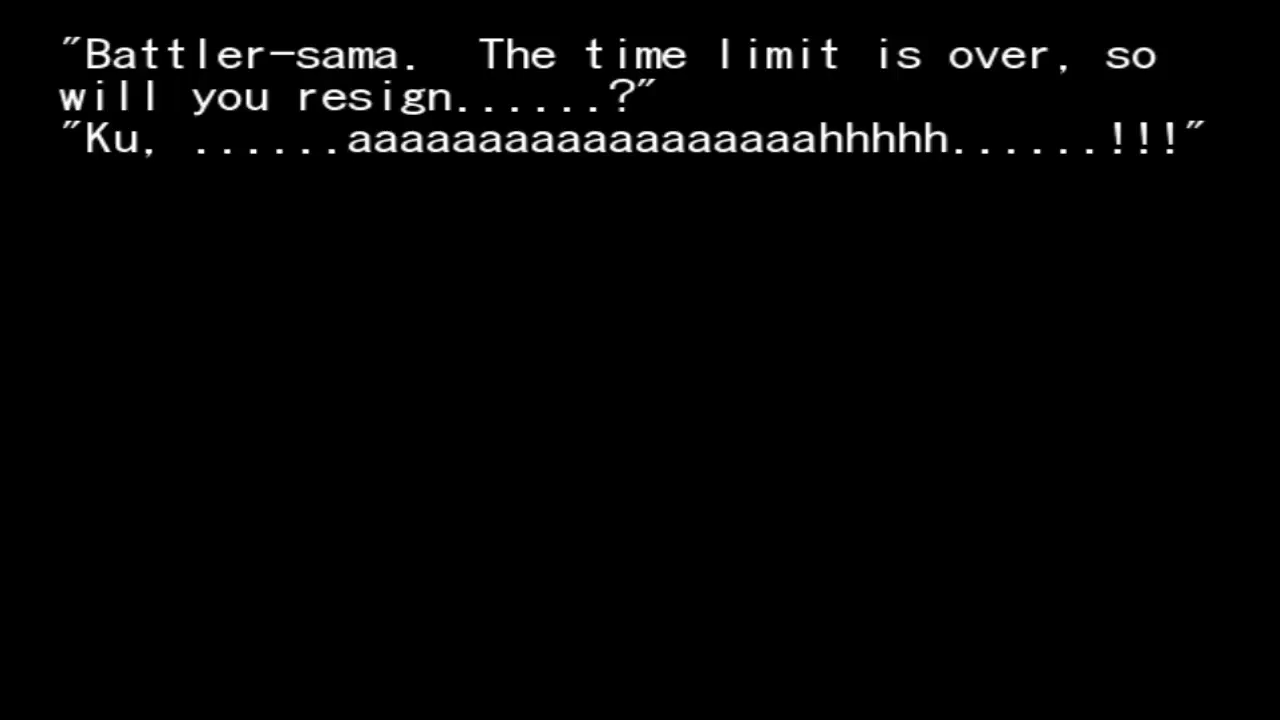 "Battler-sama.  The time limit is over, so
will you resign......?"
"Ku, ......aaaaaaaaaaaaaaaaaahhhhh......!!!"